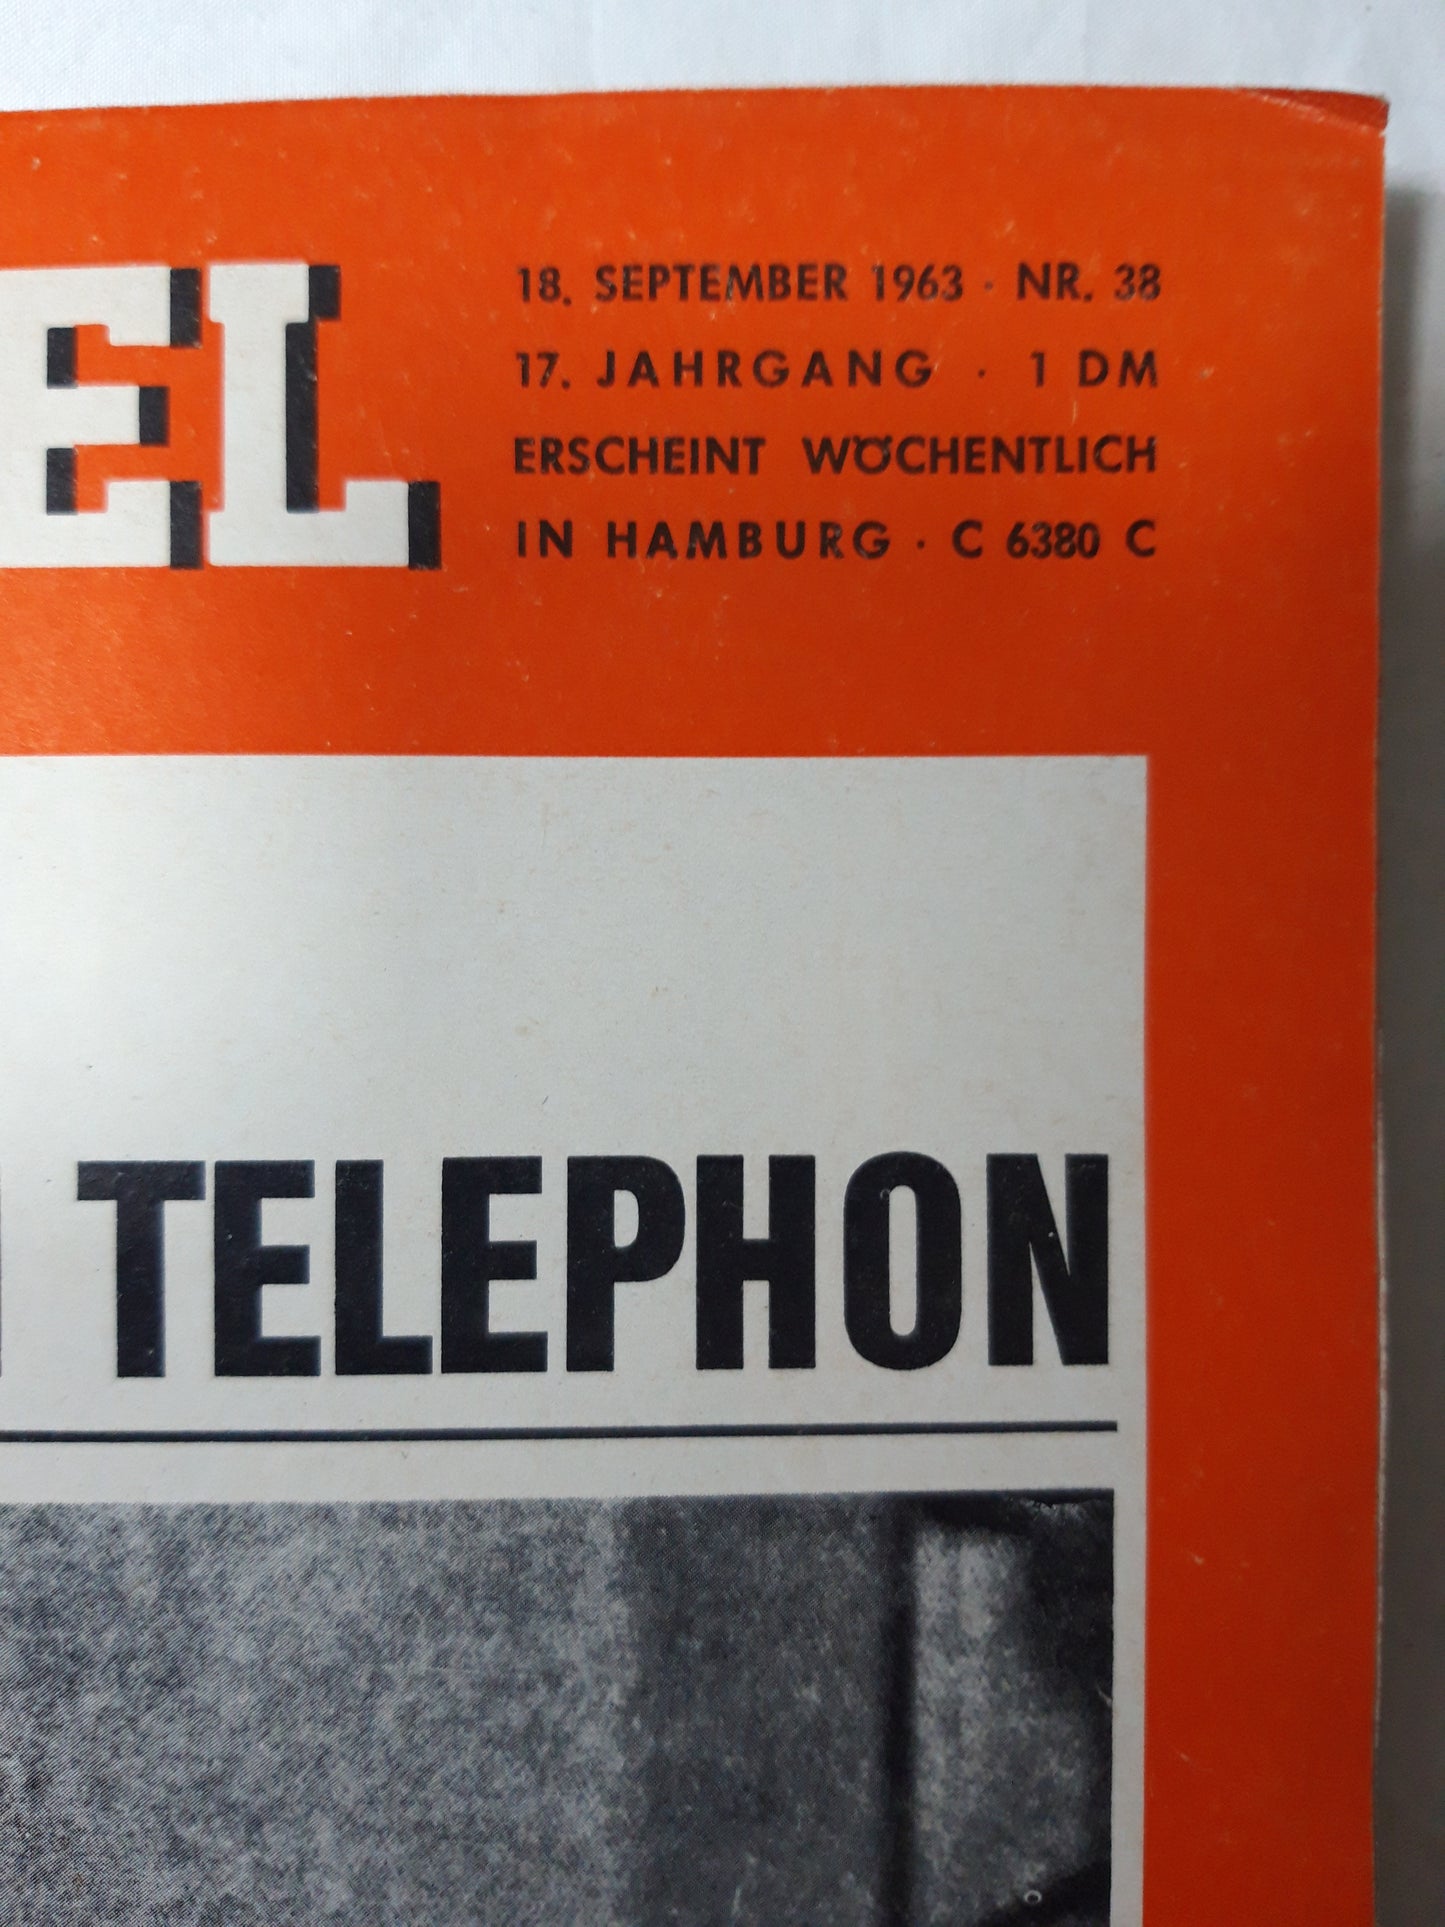 EL
18. SEPTEMBER 1963 · NR. 38
17. JAHRGANG · 1 DM
ERSCHEINT WÖCHENTLICH
IN HAMBURG · C 6380 C
TELEPHON